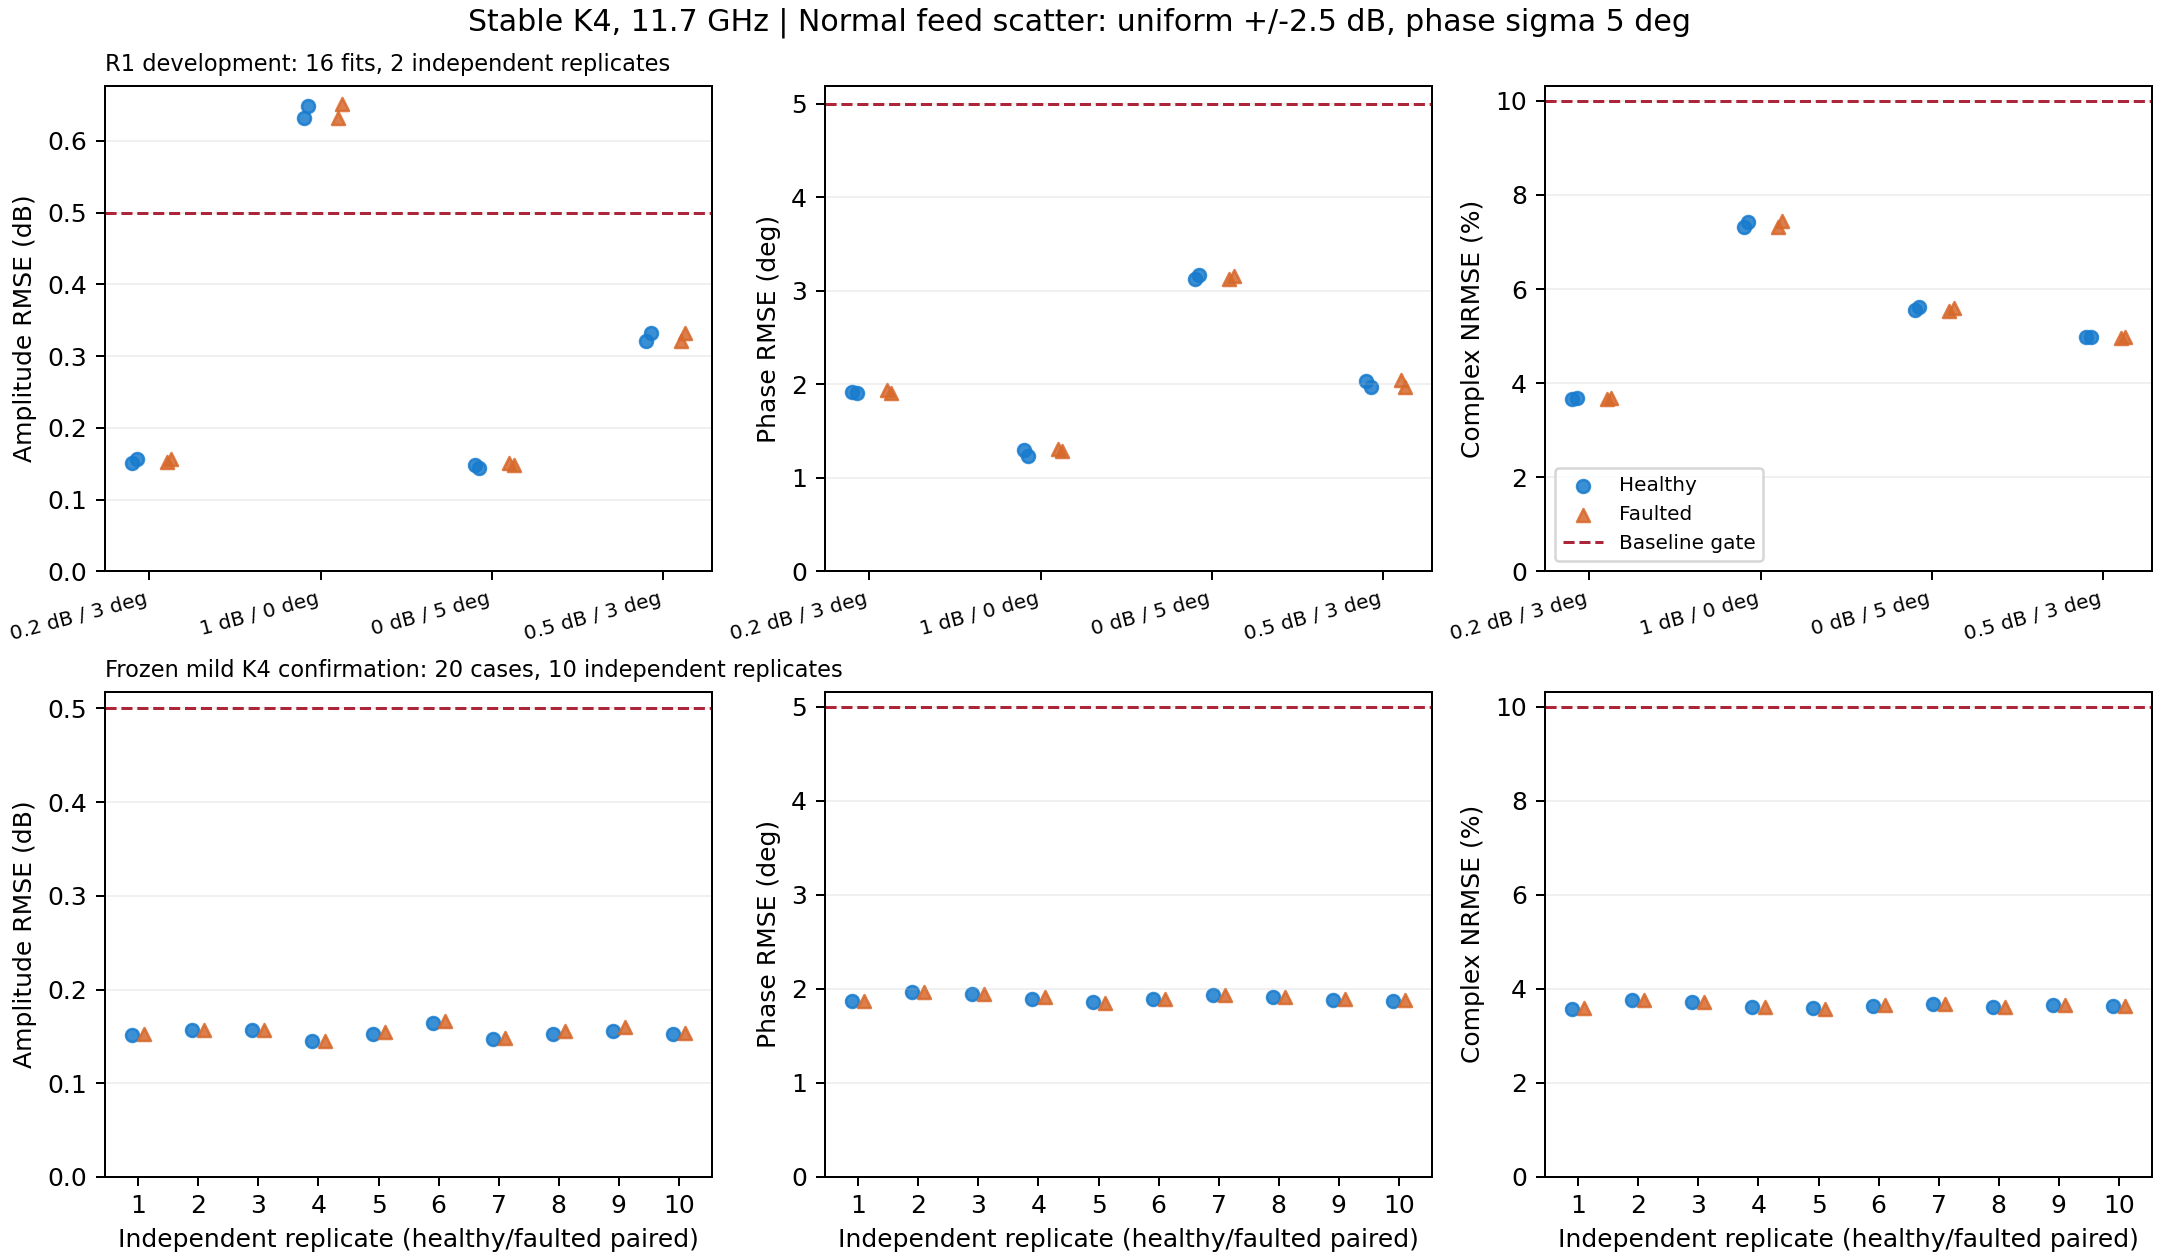 Stable K4, 11.7 GHz | Normal feed scatter: uniform +/-2.5 dB, phase sigma 5 deg
R1 development: 16 fits, 2 independent replicates
Amplitude RMSE (dB)
0.6
0.5
0.4
0.3
0.2
0.1
0.0
0.2 dB / 3 deg
1 dB / 0 deg
0 dB / 5 deg
0.5 dB / 3 deg
Phase RMSE (deg)
5
4
3
2
1
0
0.2 dB / 3 deg
1 dB / 0 deg
0 dB / 5 deg
0.5 dB / 3 deg
Complex NRMSE (%)
10
8
6
4
2
0
Healthy
Faulted
Baseline gate
0.2 dB / 3 deg
1 dB / 0 deg
0 dB / 5 deg
0.5 dB / 3 deg
Frozen mild K4 confirmation: 20 cases, 10 independent replicates
Amplitude RMSE (dB)
0.5
0.4
0.3
0.2
0.1
0.0
1 2 3 4 5 6 7 8 9 10
Independent replicate (healthy/faulted paired)
Phase RMSE (deg)
5
4
3
2
1
0
1 2 3 4 5 6 7 8 9 10
Independent replicate (healthy/faulted paired)
Complex NRMSE (%)
10
8
6
4
2
0
1 2 3 4 5 6 7 8 9 10
Independent replicate (healthy/faulted paired)